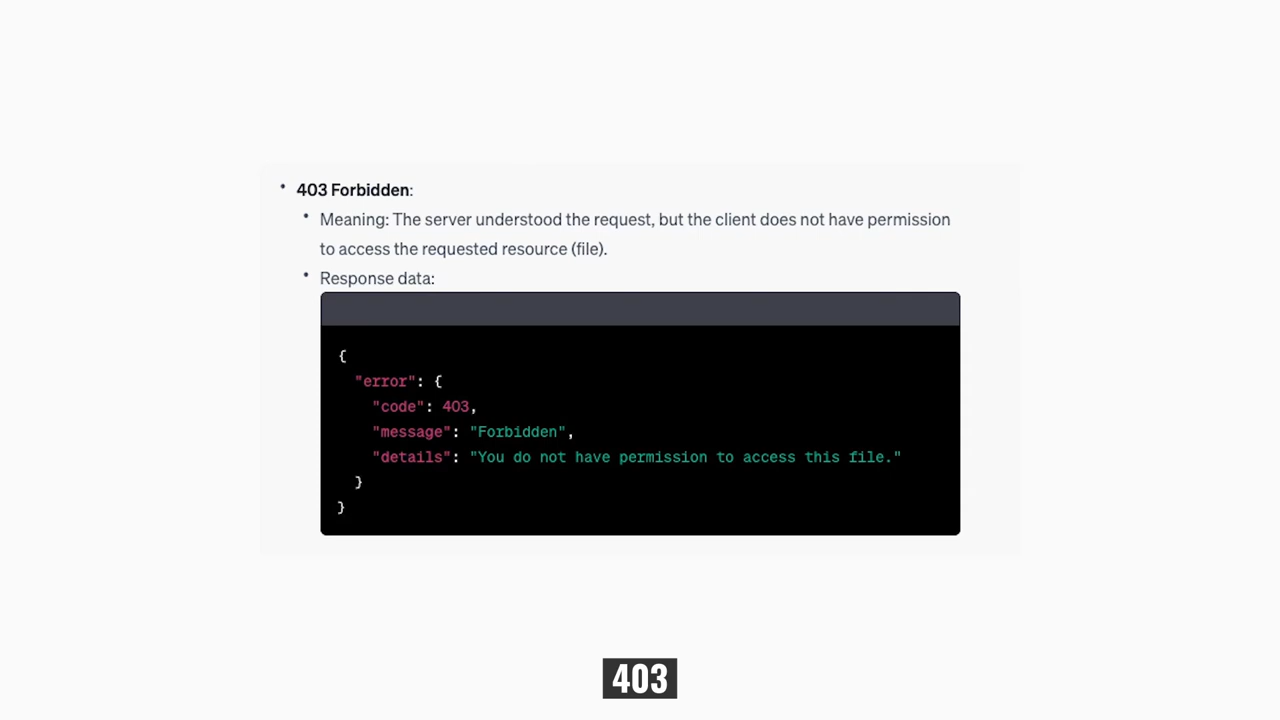 • 403 Forbidden:
• Meaning: The server understood the request, but the client does not have permission
to access the requested resource (file).
• Response data:
{
"error": {
"code": 403,
"message": "Forbidden",
"details": "You do not have permission to access this file."
}
}
403